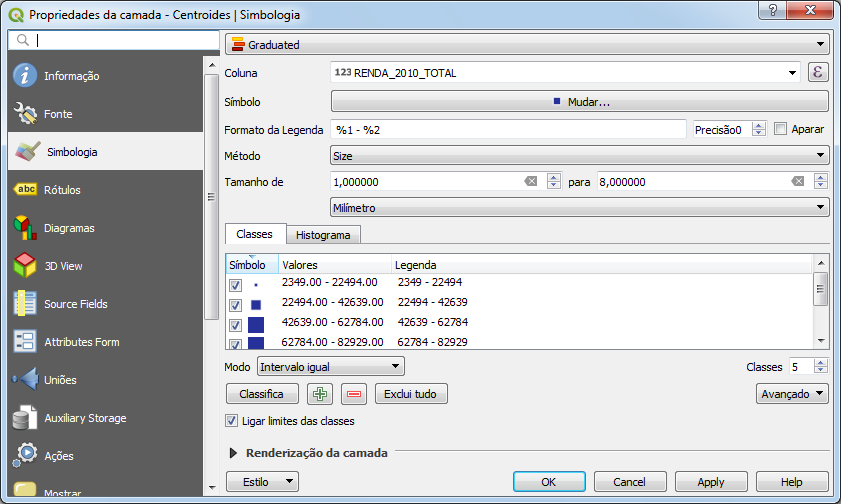 Propriedades da camada - Centroides | Simbologia
Informação
Fonte
Simbologia
abc Rótulos
Diagramas
3D View
Source Fields
Attributes Form
Uniões
Auxiliary Storage
Ações
Mostrar
Graduated
Coluna 123 RENDA_2010_TOTAL ε
Símbolo Mudar...
Formato da Legenda %1 - %2 Precisão0 Aparar
Método Size
Tamanho de 1,000000 para 8,000000
Milímetro
Classes Histograma
Símbolo Valores Legenda
2349.00 - 22494.00 2349 - 22494
22494.00 - 42639.00 22494 - 42639
42639.00 - 62784.00 42639 - 62784
62784.00 - 82929.00 62784 - 82929
Modo Intervalo igual Classes 5
Classifica Exclui tudo Avançado
Ligar limites das classes
Renderização da camada
Estilo OK Cancel Apply Help